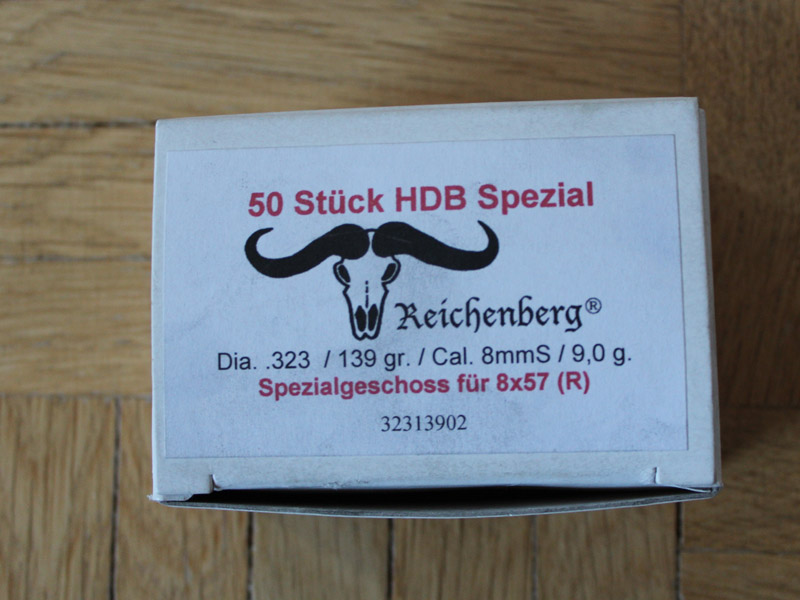 50 Stück HDB Spezial
Reichenberg®
Dia. .323 / 139 gr. / Cal. 8mmS / 9,0 g.
Spezialgeschoss für 8x57 (R)
32313902